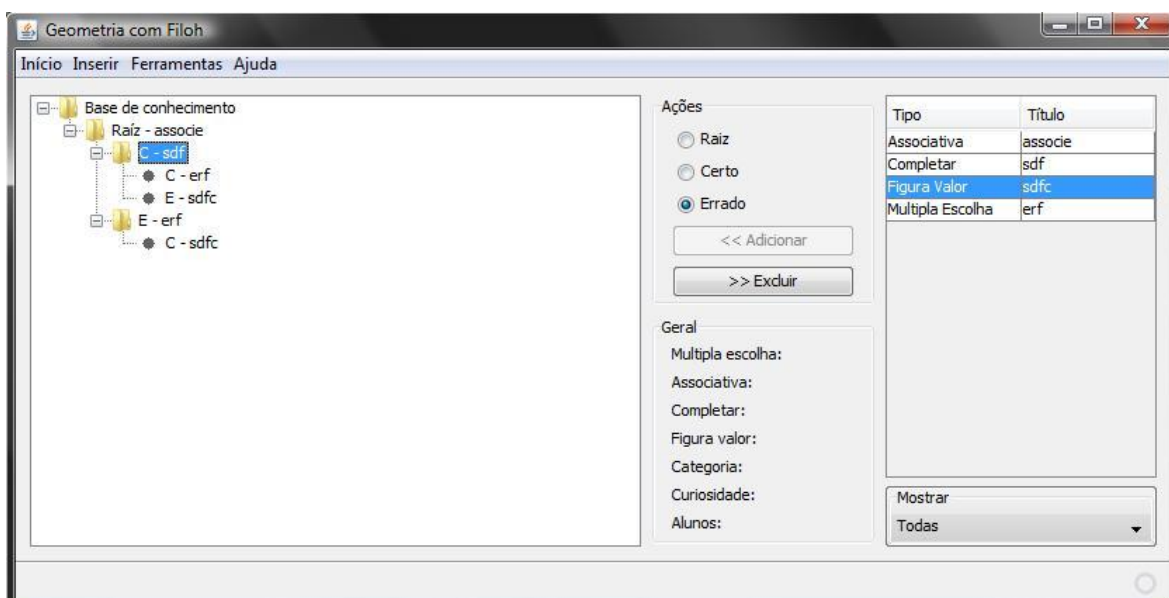 Geometria com Filoh
Início Inserir Ferramentas Ajuda
Base de conhecimento
Raíz - associe
C - sdf
C - erf
E - sdfc
E - erf
C - sdfc
Ações
Raiz
Certo
Errado
<< Adicionar
>> Excluir
Geral
Multipla escolha:
Associativa:
Completar:
Figura valor:
Categoria:
Curiosidade:
Alunos:
Tipo Título
Associativa associe
Completar sdf
Figura Valor sdfc
Multipla Escolha erf
Mostrar
Todas